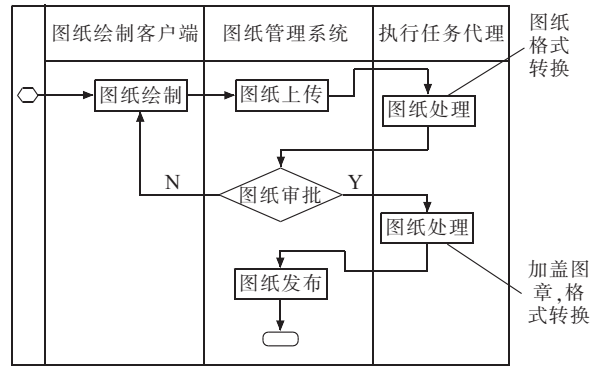 图纸绘制客户端
图纸管理系统
执行任务代理
图纸
格式
转换
图纸绘制
图纸上传
图纸处理
N
图纸审批
Y
图纸处理
加盖图
章,格
式转换
图纸发布